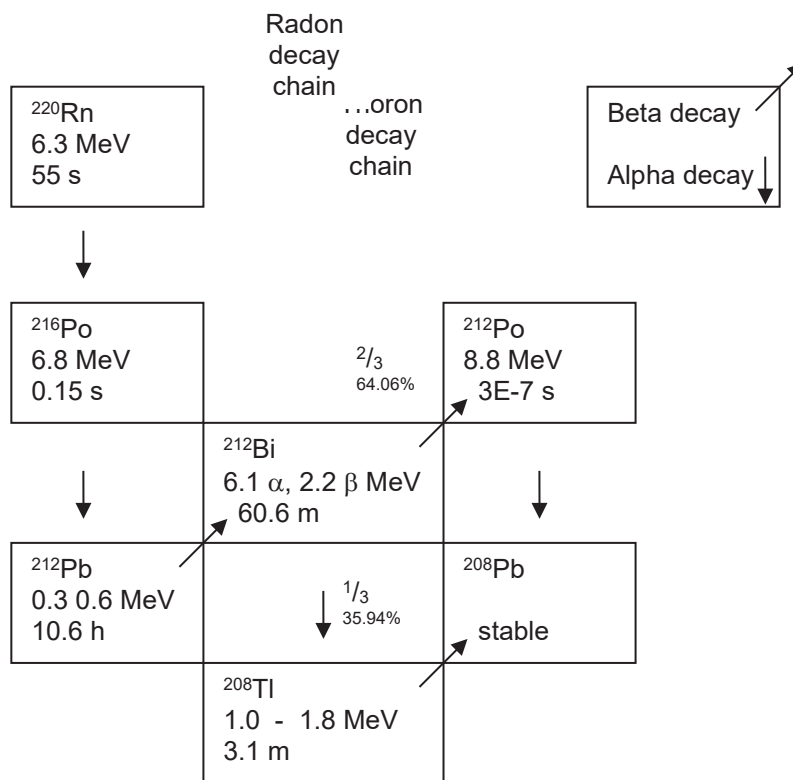 Radon
decay
chain
decay
chain
²²⁰Rn
6.3 MeV
55 s
Beta decay
Alpha decay
²¹⁶Po
6.8 MeV
0.15 s
²/₃
64.06%
²¹²Po
8.8 MeV
3E-7 s
²¹²Bi
6.1 α, 2.2 β MeV
60.6 m
²¹²Pb
0.3 0.6 MeV
10.6 h
¹/₃
35.94%
²⁰⁸Pb
stable
²⁰⁸Tl
1.0 - 1.8 MeV
3.1 m